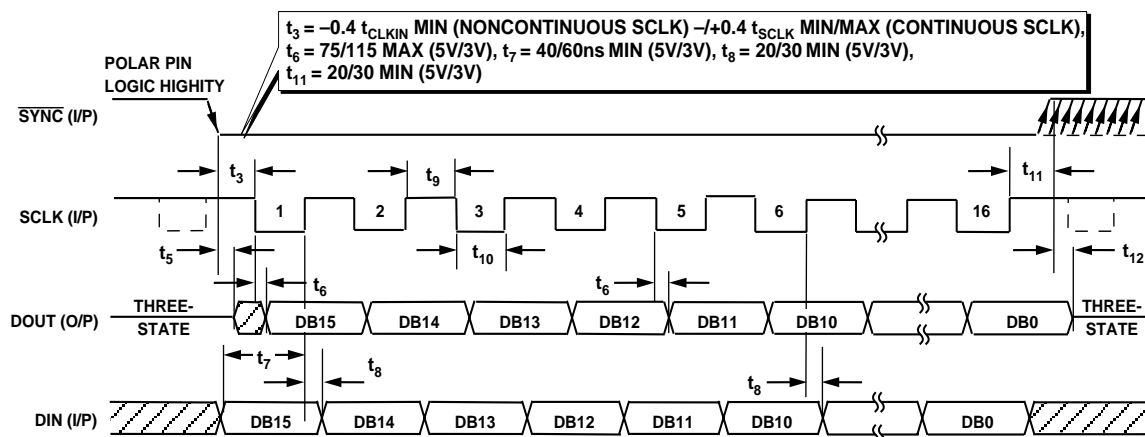 t3 = –0.4 tCLKIN MIN (NONCONTINUOUS SCLK) –/+0.4 tSCLK MIN/MAX (CONTINUOUS SCLK),
t6 = 75/115 MAX (5V/3V), t7 = 40/60ns MIN (5V/3V), t8 = 20/30 MIN (5V/3V),
t11 = 20/30 MIN (5V/3V)
POLAR PIN
LOGIC HIGHITY
SYNC (I/P)
t3
t9
t11
SCLK (I/P)
1
2
3
4
5
6
16
t5
t10
t12
t6
t6
THREE-
STATE
DOUT (O/P)
DB15
DB14
DB13
DB12
DB11
DB10
DB0
THREE-
STATE
t7
t8
t8
DIN (I/P)
DB15
DB14
DB13
DB12
DB11
DB10
DB0